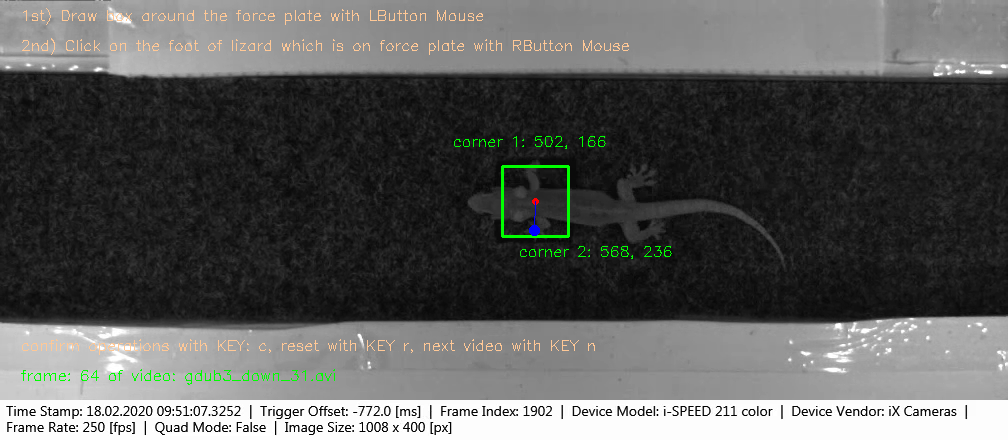 1st) Draw box around the force plate with LButton Mouse
2nd) Click on the foot of lizard which is on force plate with RButton Mouse
corner 1: 502, 166
corner 2: 568, 236
confirm operations with KEY: c, reset with KEY r, next video with KEY n
frame: 64 of video:
Time Stamp: 18.02.2020 09:51:07.3252 | Trigger Offset: -772.0 [ms] | Frame Index: 1902 | Device Model: i-SPEED 211 color | Device Vendor: iX Cameras |
Frame Rate: 250 [fps] | Quad Mode: False | Image Size: 1008 x 400 [px]